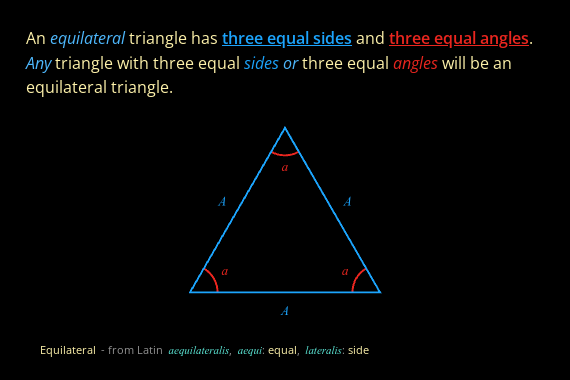 An equilateral triangle has three equal sides and three equal angles.
Any triangle with three equal sides or three equal angles will be an
equilateral triangle.
a
A
A
a
a
A
Equilateral - from Latin aequilateralis, aequi: equal, lateralis: side